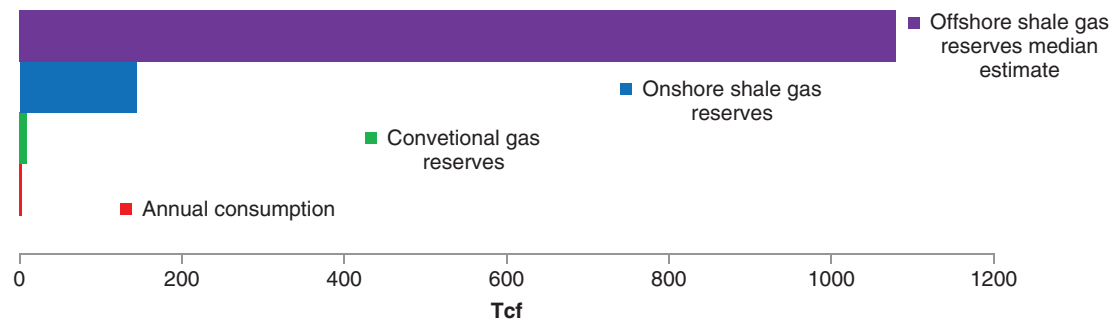 Offshore shale gas
reserves median
estimate
Onshore shale gas
reserves
Convetional gas
reserves
Annual consumption
0 200 400 600 800 1000 1200
Tcf